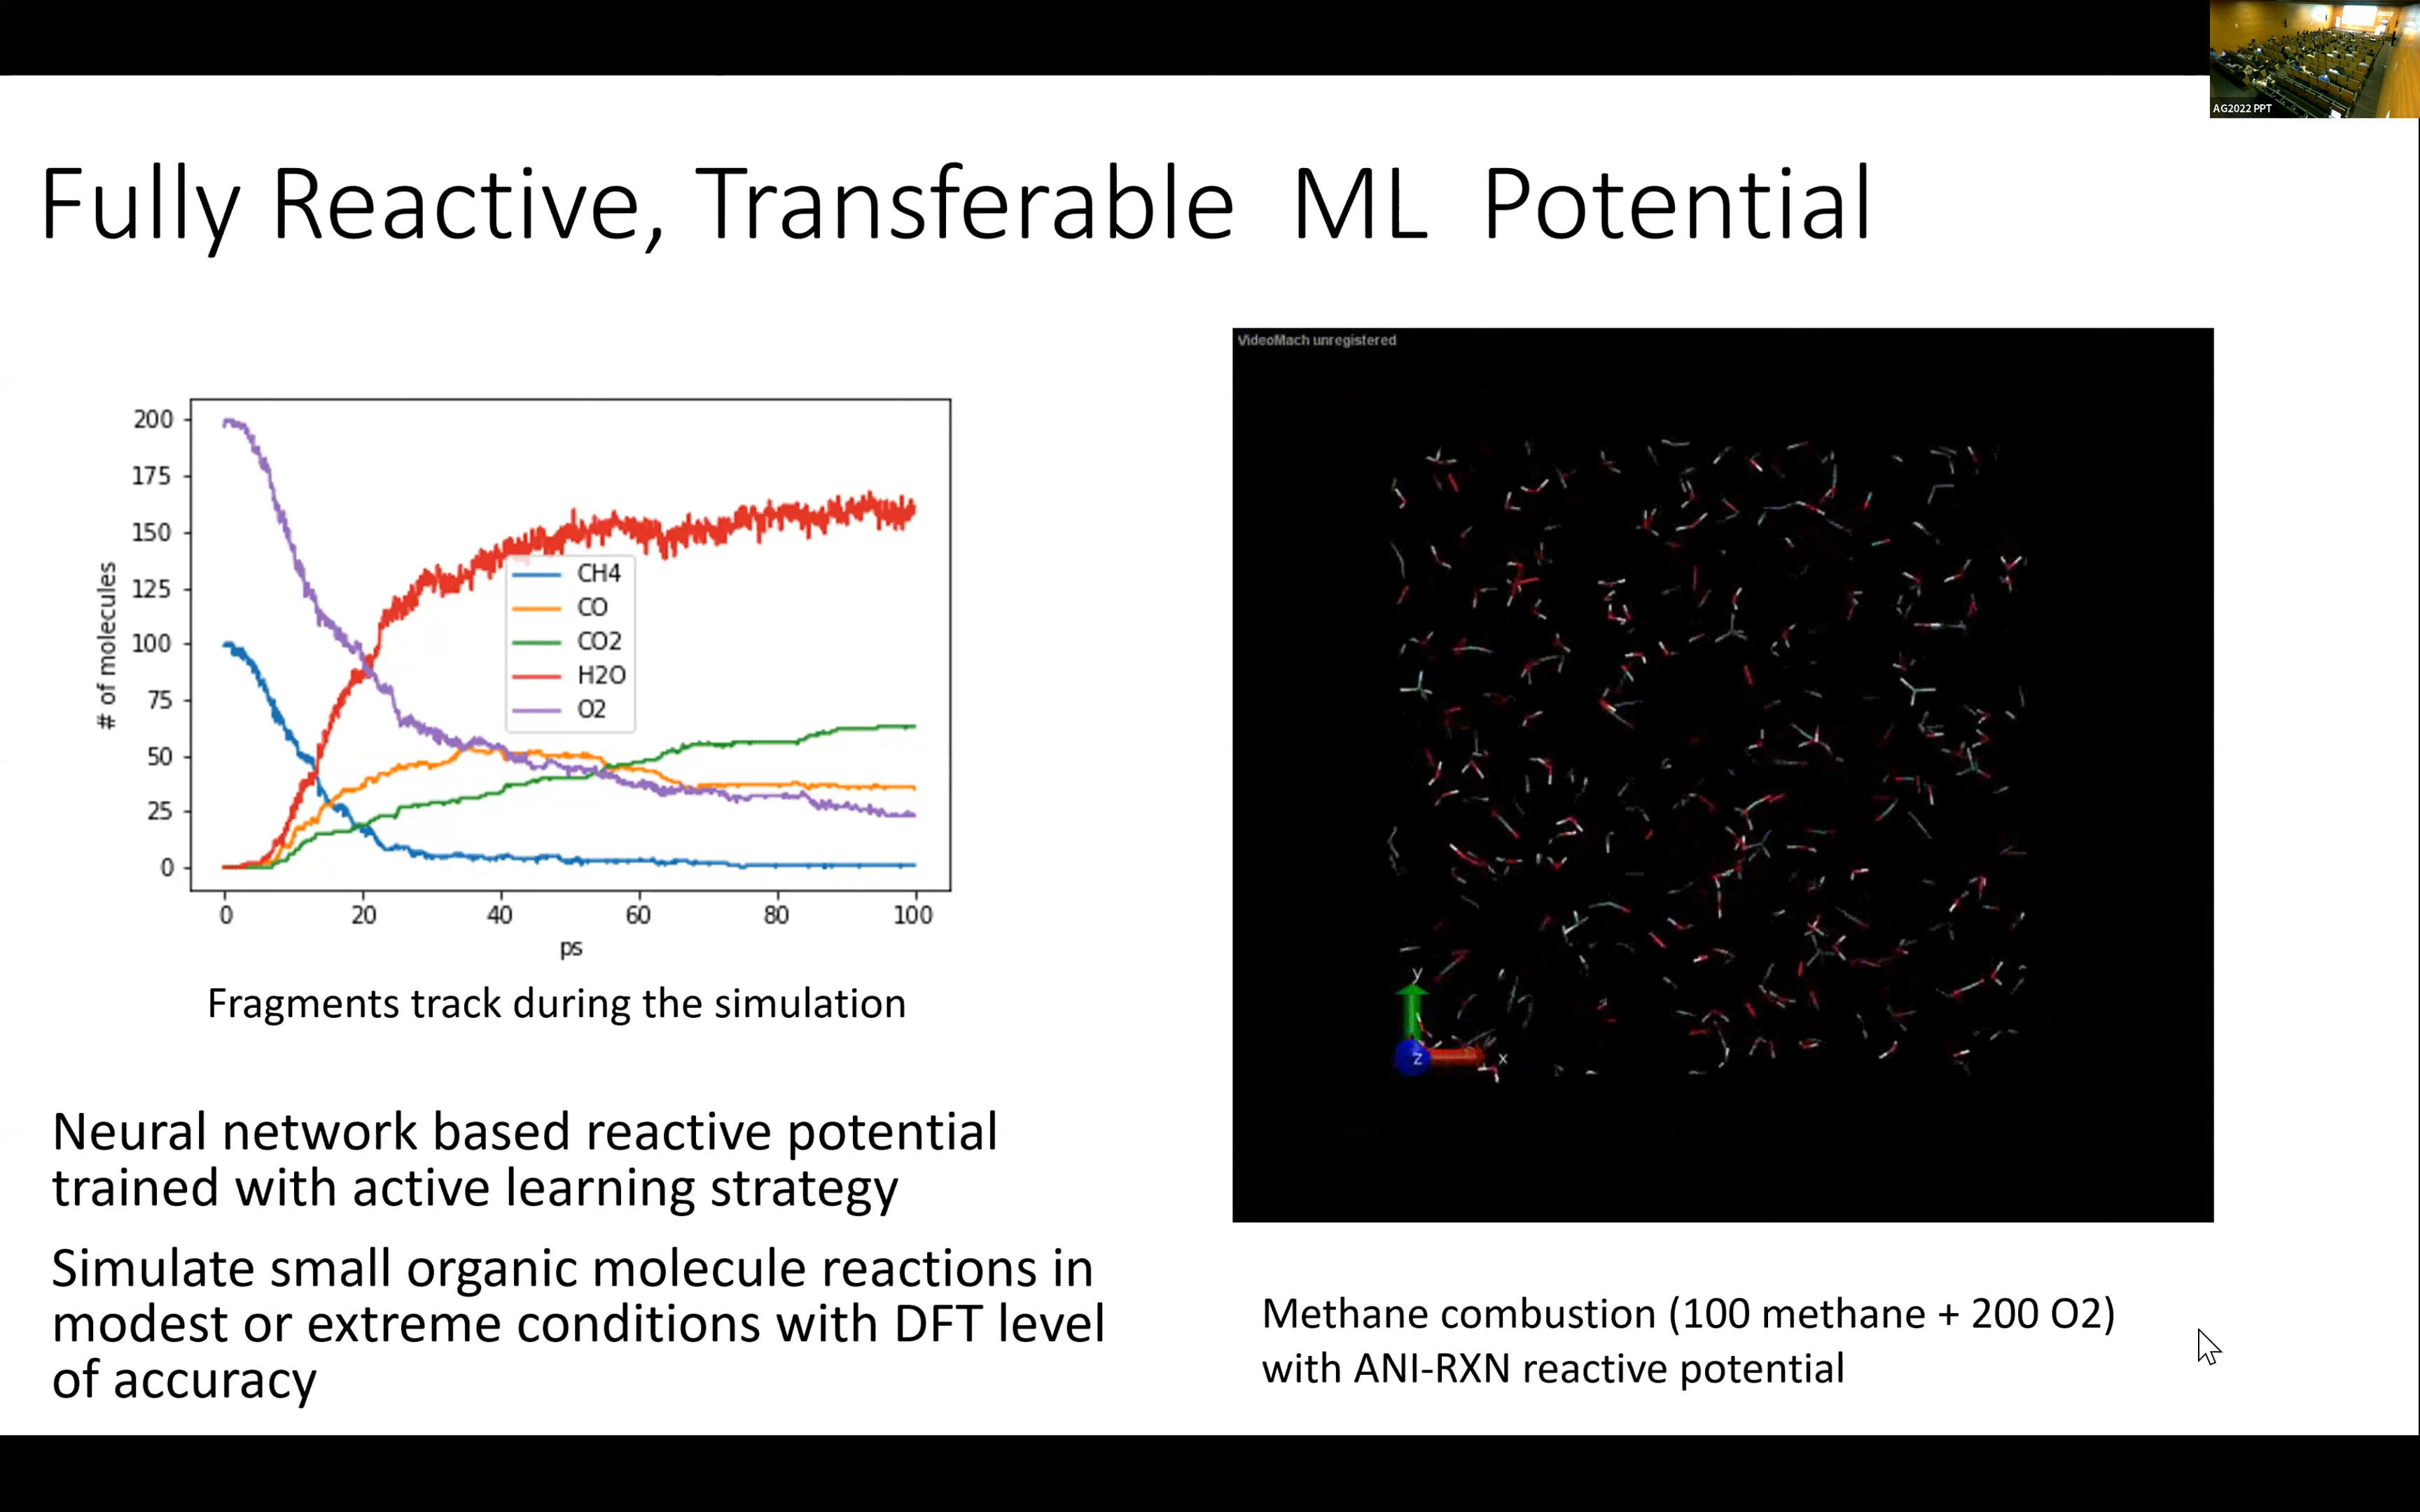 AG2022 PPT
Fully Reactive, Transferable ML Potential
VideoMach unregistered
200
175
150
125
100
75
50
25
0
# of molecules
CH4
CO
CO2
H2O
O2
0 20 40 60 80 100
ps
Fragments track during the simulation
Neural network based reactive potential
trained with active learning strategy
Simulate small organic molecule reactions in
modest or extreme conditions with DFT level
of accuracy
y
z
x
Methane combustion (100 methane + 200 O2)
with ANI-RXN reactive potential